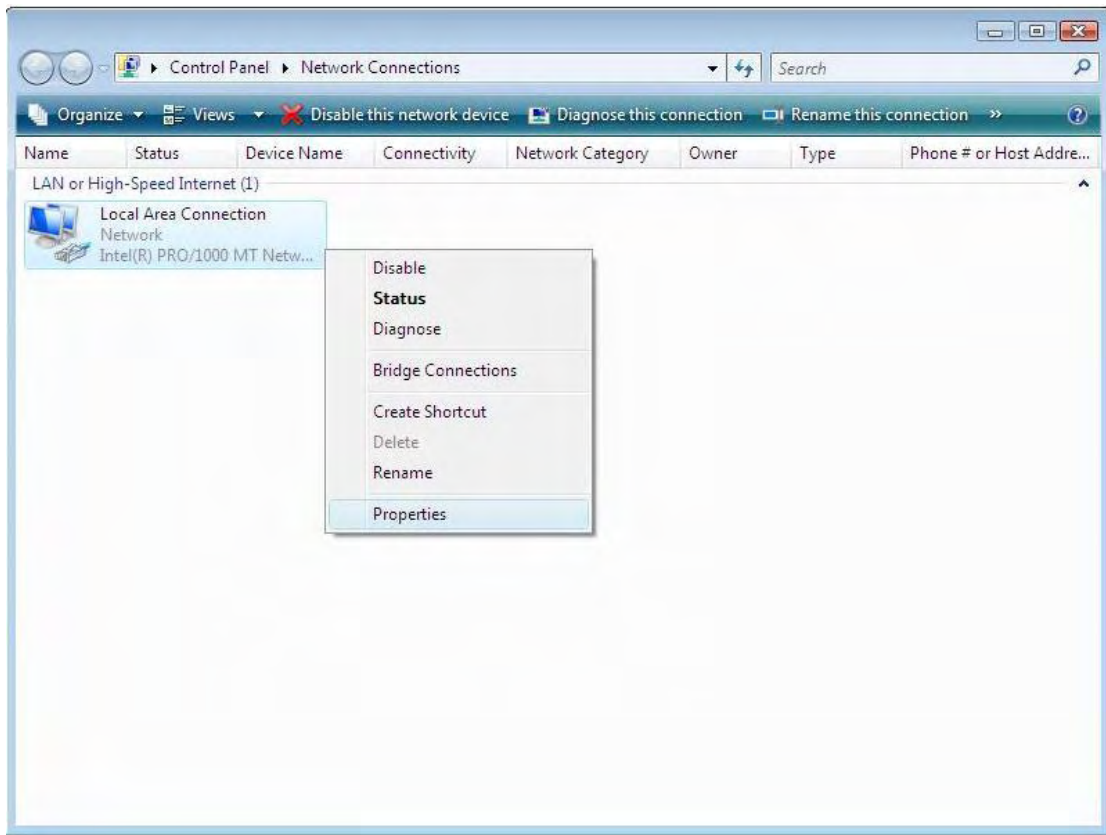 Control Panel Network Connections Search
Organize Views Disable this network device Diagnose this connection Rename this connection »
Name Status Device Name Connectivity Network Category Owner Type Phone # or Host Addre...
LAN or High-Speed Internet (1)
Local Area Connection
Network
Intel(R) PRO/1000 MT Netw...
Disable
Status
Diagnose
Bridge Connections
Create Shortcut
Delete
Rename
Properties